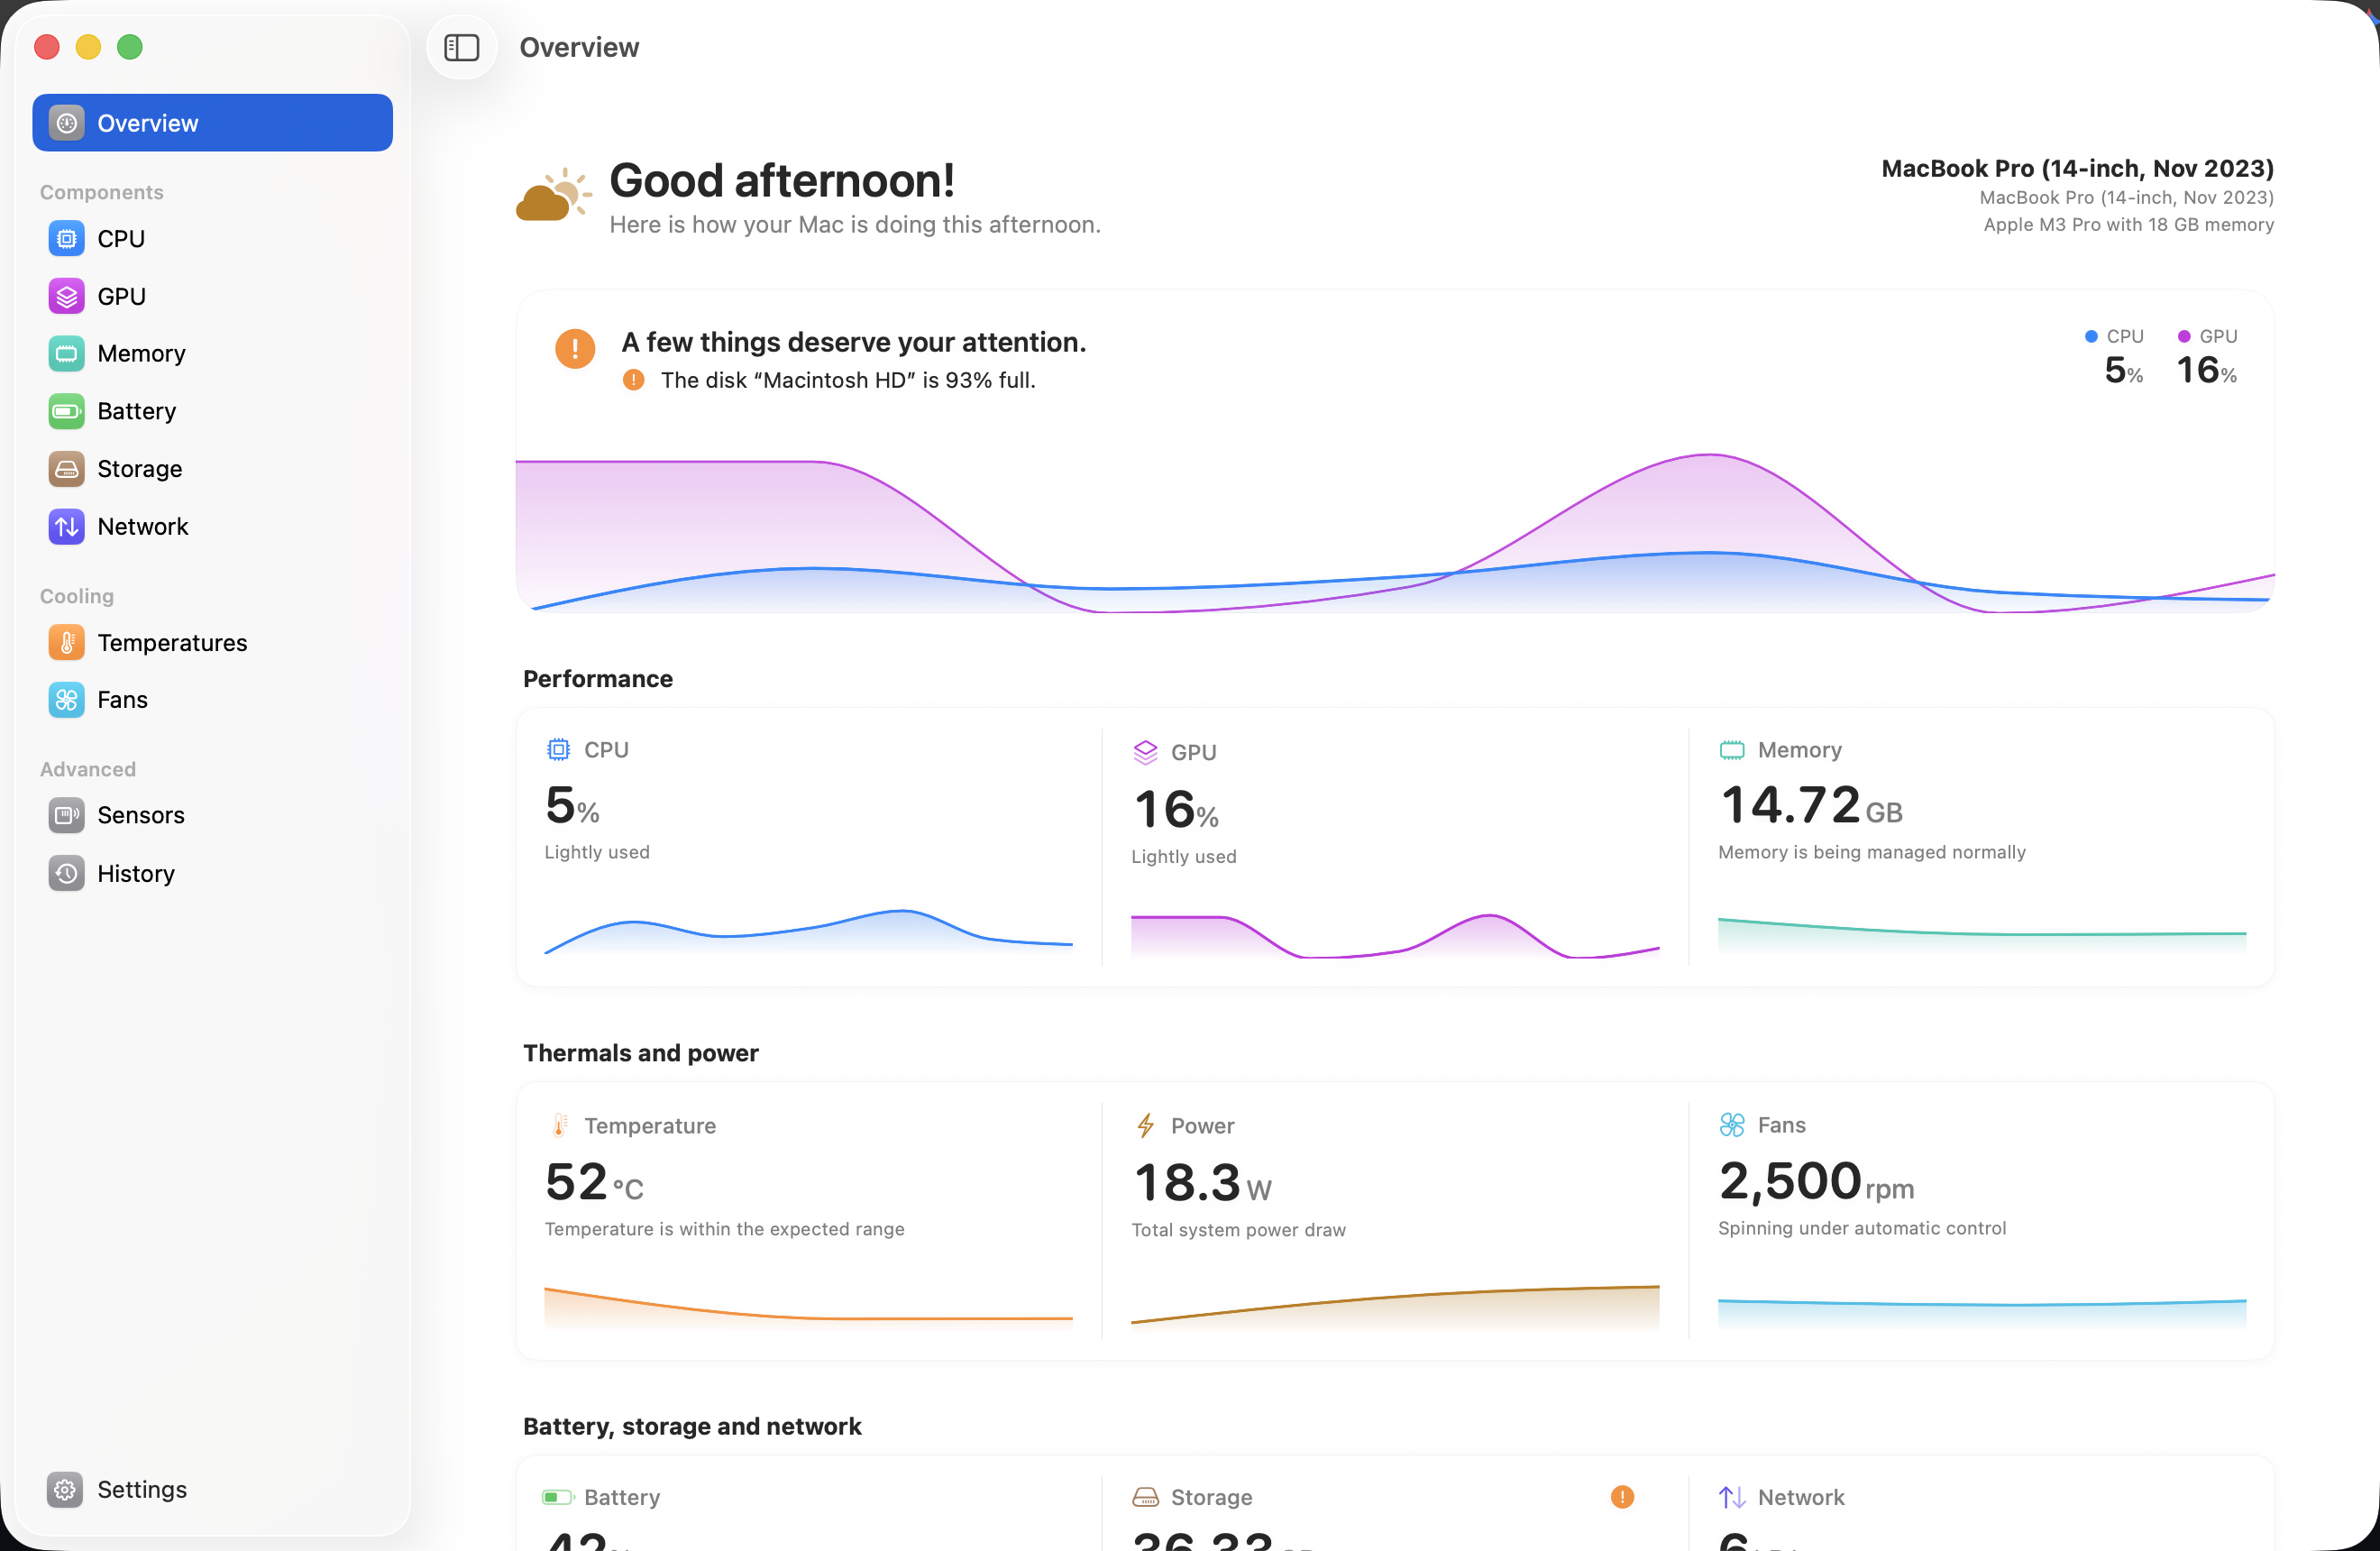 Overview
Overview
Components
CPU
GPU
Memory
Battery
Storage
Network
Cooling
Temperatures
Fans
Advanced
Sensors
History
Settings
Good afternoon!
Here is how your Mac is doing this afternoon.
MacBook Pro (14-inch, Nov 2023)
MacBook Pro (14-inch, Nov 2023)
Apple M3 Pro with 18 GB memory
A few things deserve your attention.
The disk “Macintosh HD” is 93% full.
CPU
5%
GPU
16%
Performance
CPU
5%
Lightly used
GPU
16%
Lightly used
Memory
14.72 GB
Memory is being managed normally
Thermals and power
Temperature
52 °C
Temperature is within the expected range
Power
18.3 W
Total system power draw
Fans
2,500 rpm
Spinning under automatic control
Battery, storage and network
Battery
42
Storage
36.33
Network
6